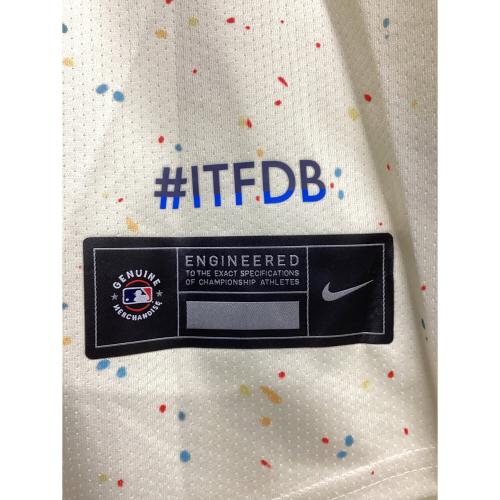 #ITFDB
GENUINE
MERCHANDISE
ENGINEERED
TO THE EXACT SPECIFICATIONS
OF CHAMPIONSHIP ATHLETES